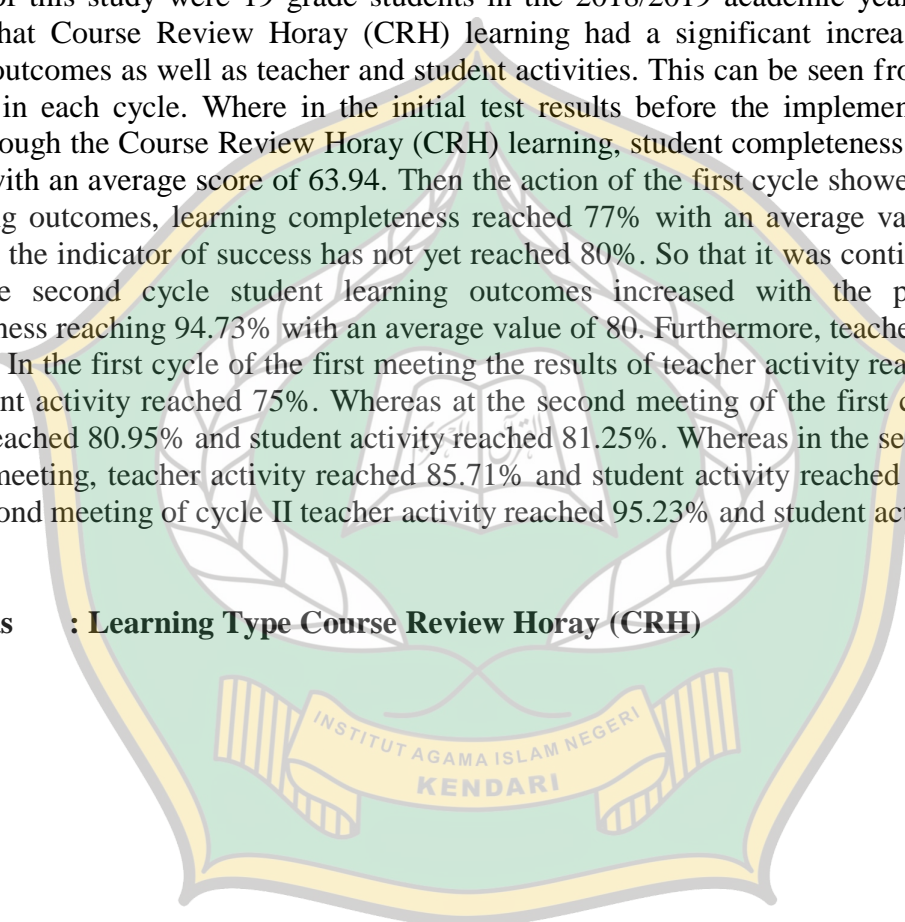 of this study were 19 grade students in the 2018/2019 academic year
that Course Review Horay (CRH) learning had a significant increa
outcomes as well as teacher and student activities. This can be seen fro
in each cycle. Where in the initial test results before the implemen
rough the Course Review Horay (CRH) learning, student completeness
with an average score of 63.94. Then the action of the first cycle showe
g outcomes, learning completeness reached 77% with an average va
the indicator of success has not yet reached 80%. So that it was conti
e second cycle student learning outcomes increased with the p
ness reaching 94.73% with an average value of 80. Furthermore, teache
In the first cycle of the first meeting the results of teacher activity rea
nt activity reached 75%. Whereas at the second meeting of the first c
eached 80.95% and student activity reached 81.25%. Whereas in the se
meeting, teacher activity reached 85.71% and student activity reached
ond meeting of cycle II teacher activity reached 95.23% and student act
s : Learning Type Course Review Horay (CRH)
INSTITUT AGAMA ISLAM NEGERI
KENDARI